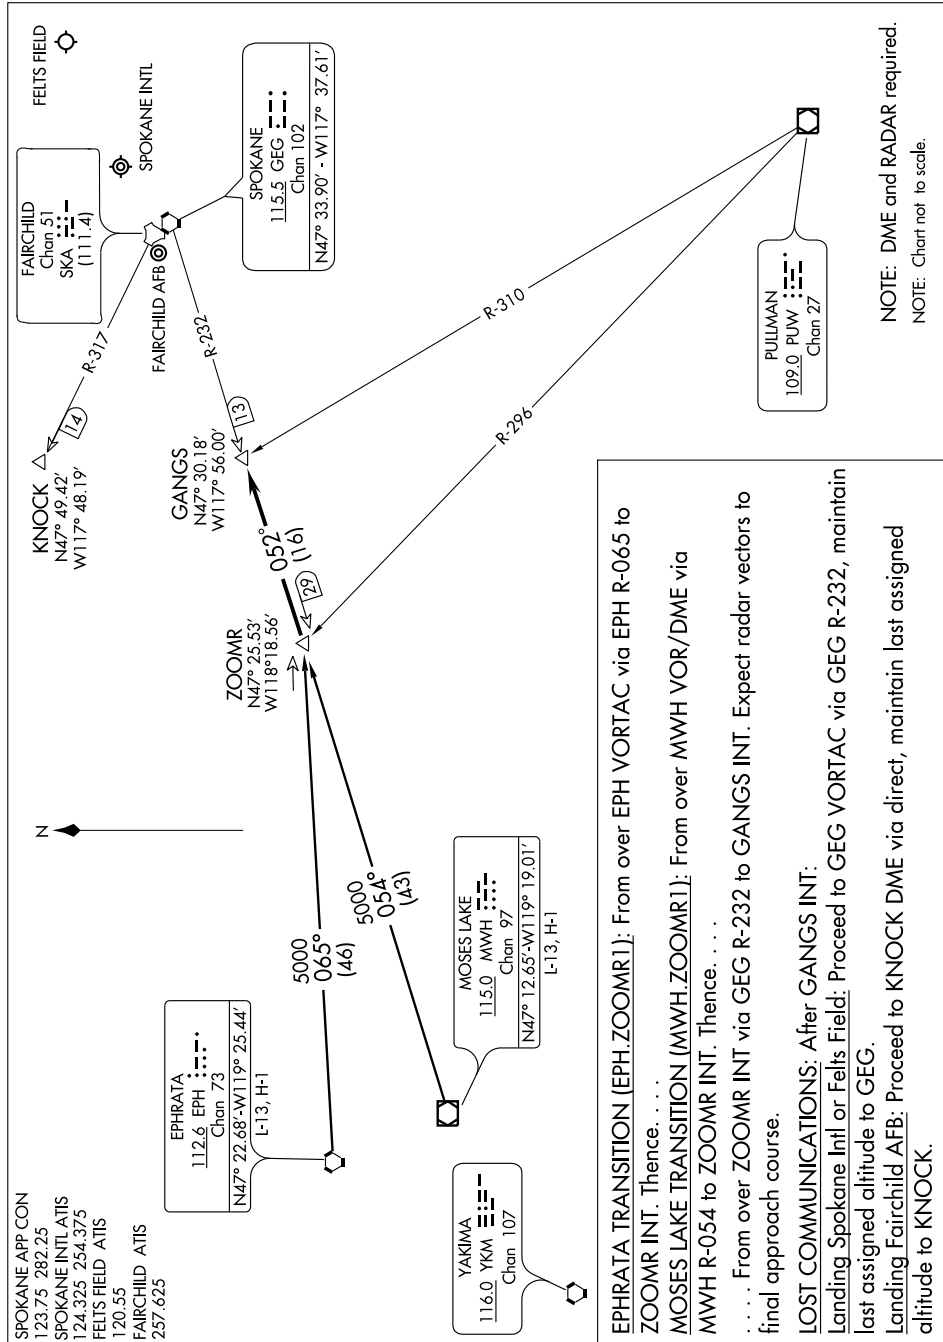 SPOKANE APP CON
123.75 282.25
SPOKANE INTL ATIS
124.325 254.375
FELTS FIELD ATIS
120.55
FAIRCHILD ATIS
257.625
N
KNOCK
N47° 49.42'
W117° 48.19'
14
R-317
FAIRCHILD
Chan 51
SKA
(111.4)
FELTS FIELD
SPOKANE INTL
FAIRCHILD AFB
SPOKANE
115.5 GEG
Chan 102
N47° 33.90' - W117° 37.61'
R-232
13
GANGS
N47° 30.18'
W117° 56.00'
052°
(16)
29
ZOOMR
N47° 25.53'
W118°18.56'
EPHRATA
112.6 EPH
Chan 73
N47° 22.68'-W119° 25.44'
L-13, H-1
5000
065°
(46)
5000
054°
(43)
MOSES LAKE
115.0 MWH
Chan 97
N47° 12.65'-W119° 19.01'
L-13, H-1
YAKIMA
116.0 YKM
Chan 107
R-310
R-296
PULLMAN
109.0 PUW
Chan 27
NOTE: DME and RADAR required.
NOTE: Chart not to scale.
EPHRATA TRANSITION (EPH.ZOOMR1): From over EPH VORTAC via EPH R-065 to
ZOOMR INT. Thence. . . .
MOSES LAKE TRANSITION (MWH.ZOOMR1): From over MWH VOR/DME via
MWH R-054 to ZOOMR INT. Thence. . . .
. . . . From over ZOOMR INT via GEG R-232 to GANGS INT. Expect radar vectors to
final approach course.
LOST COMMUNICATIONS: After GANGS INT:
Landing Spokane Intl or Felts Field: Proceed to GEG VORTAC via GEG R-232, maintain
last assigned altitude to GEG.
Landing Fairchild AFB: Proceed to KNOCK DME via direct, maintain last assigned
altitude to KNOCK.